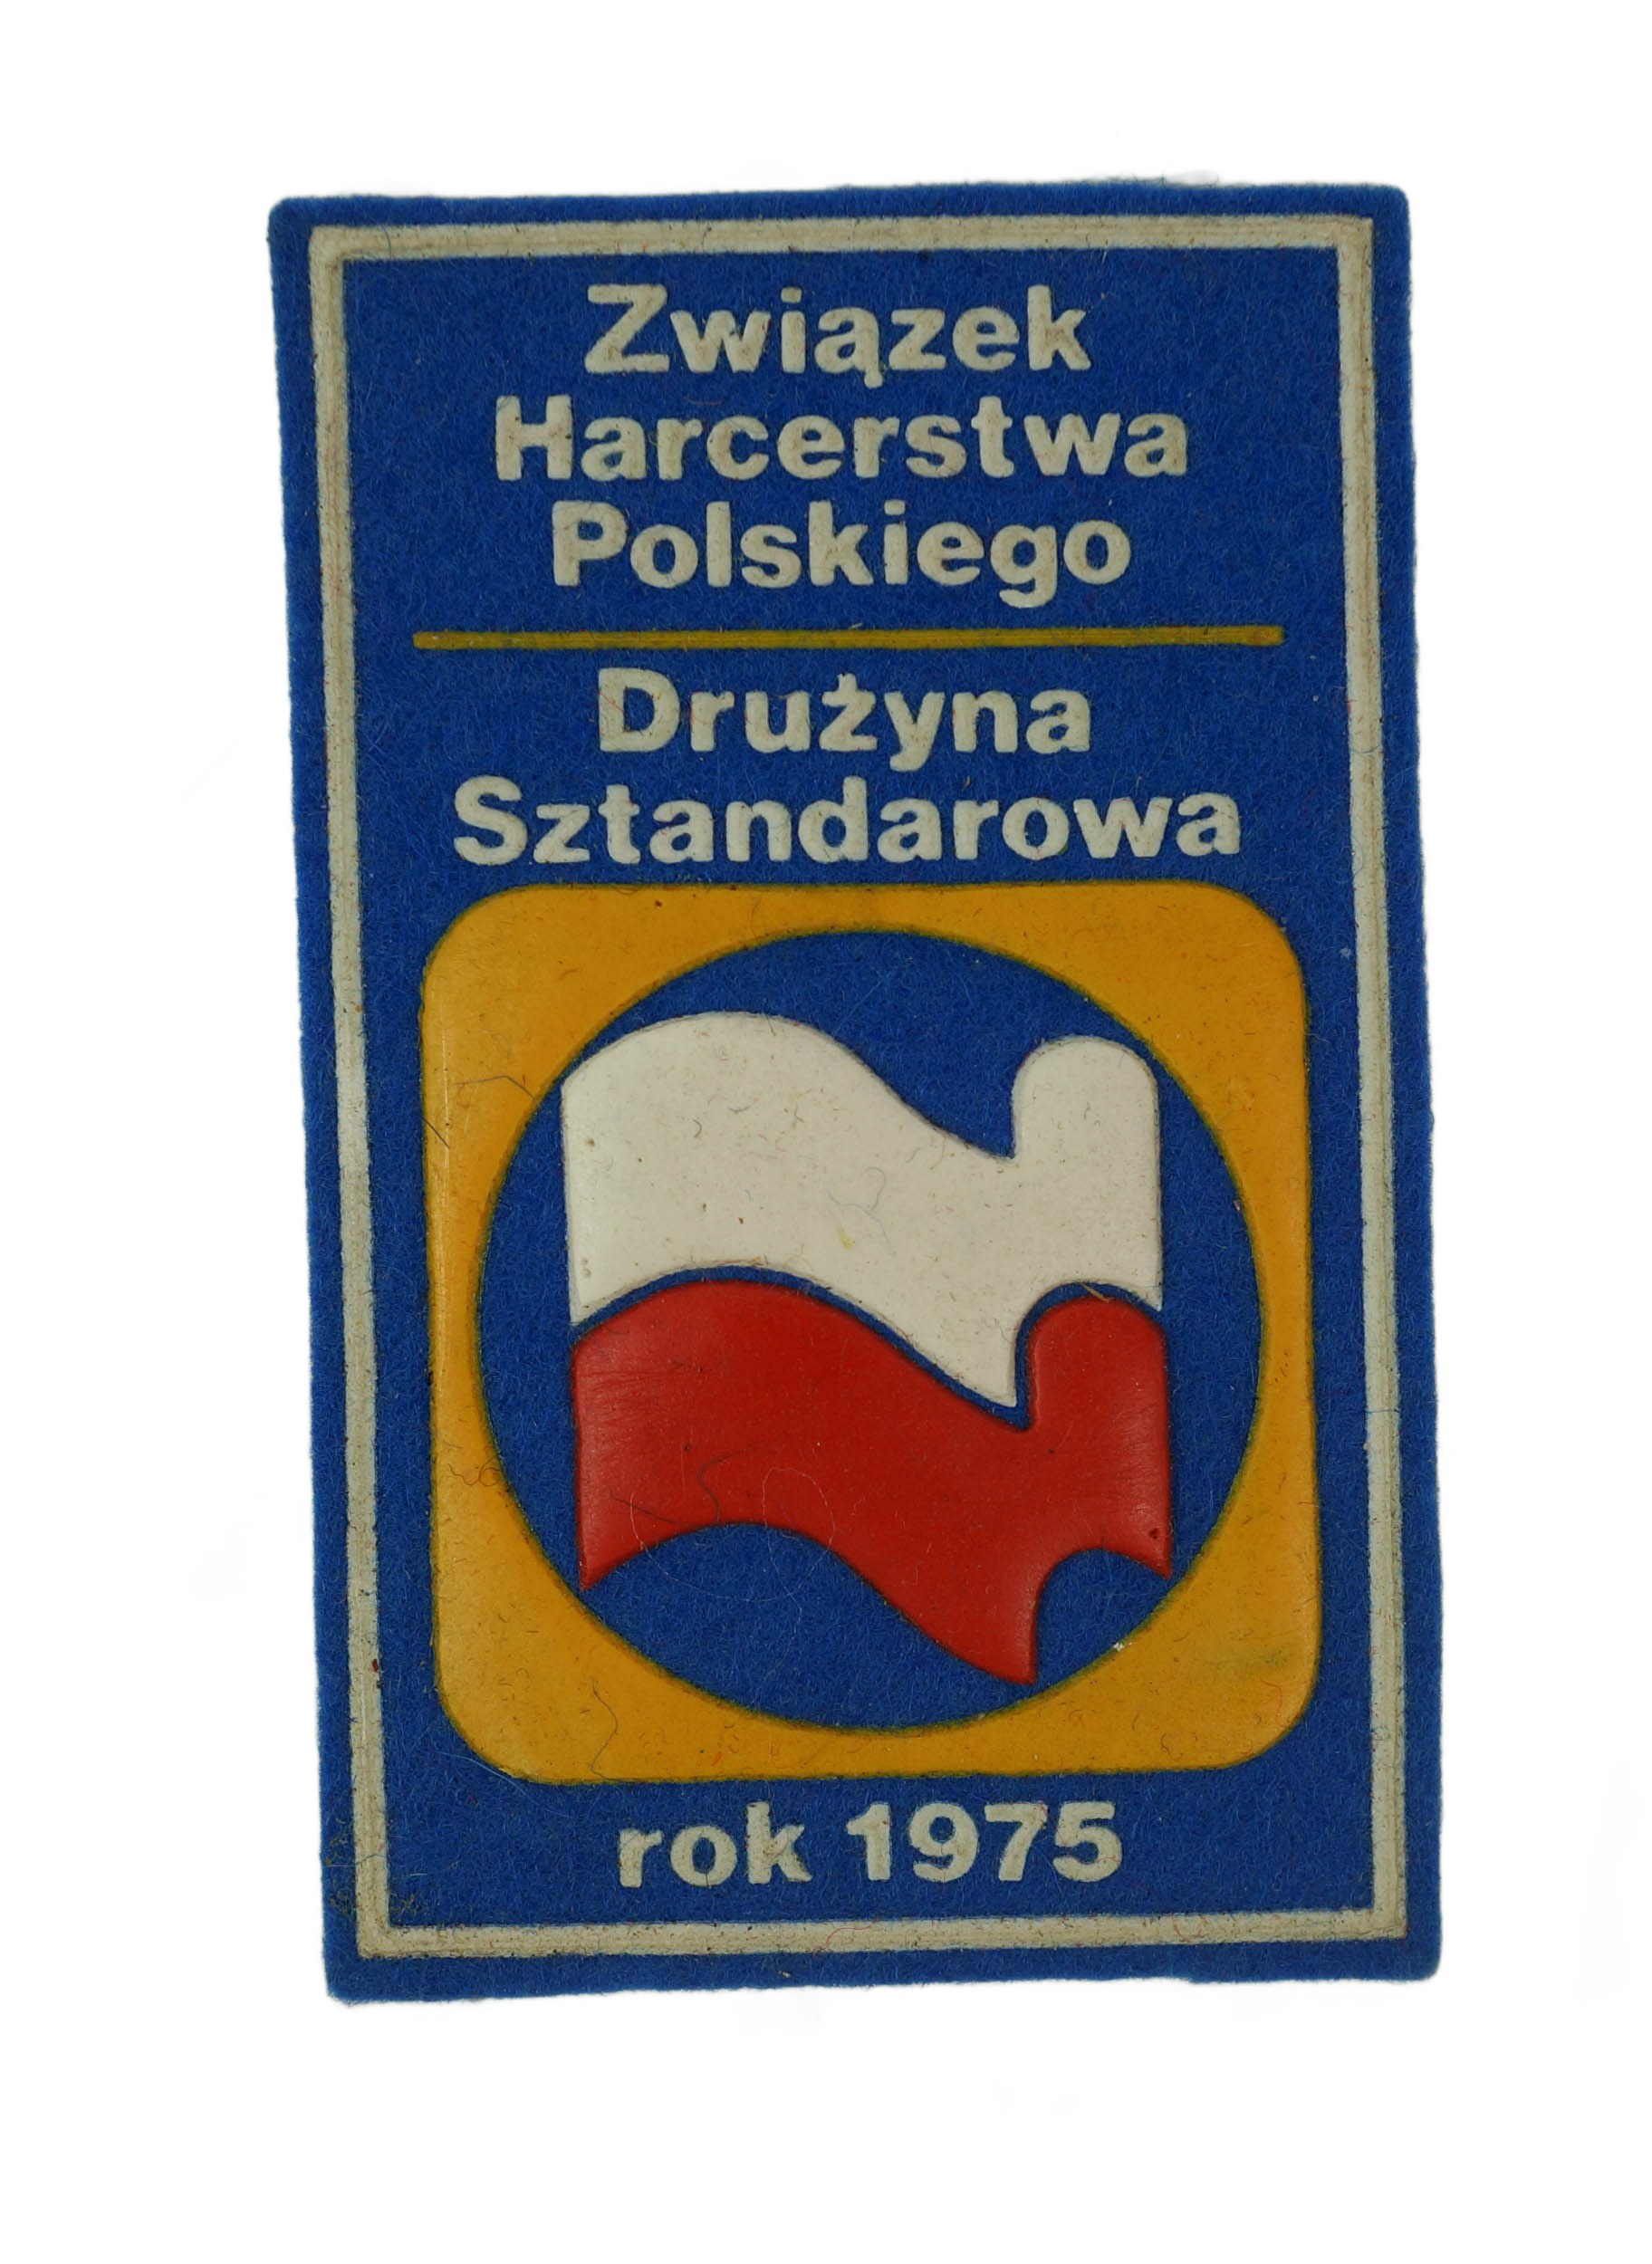 Związek
Harcerstwa
Polskiego
Drużyna
Sztandarowa
rok 1975